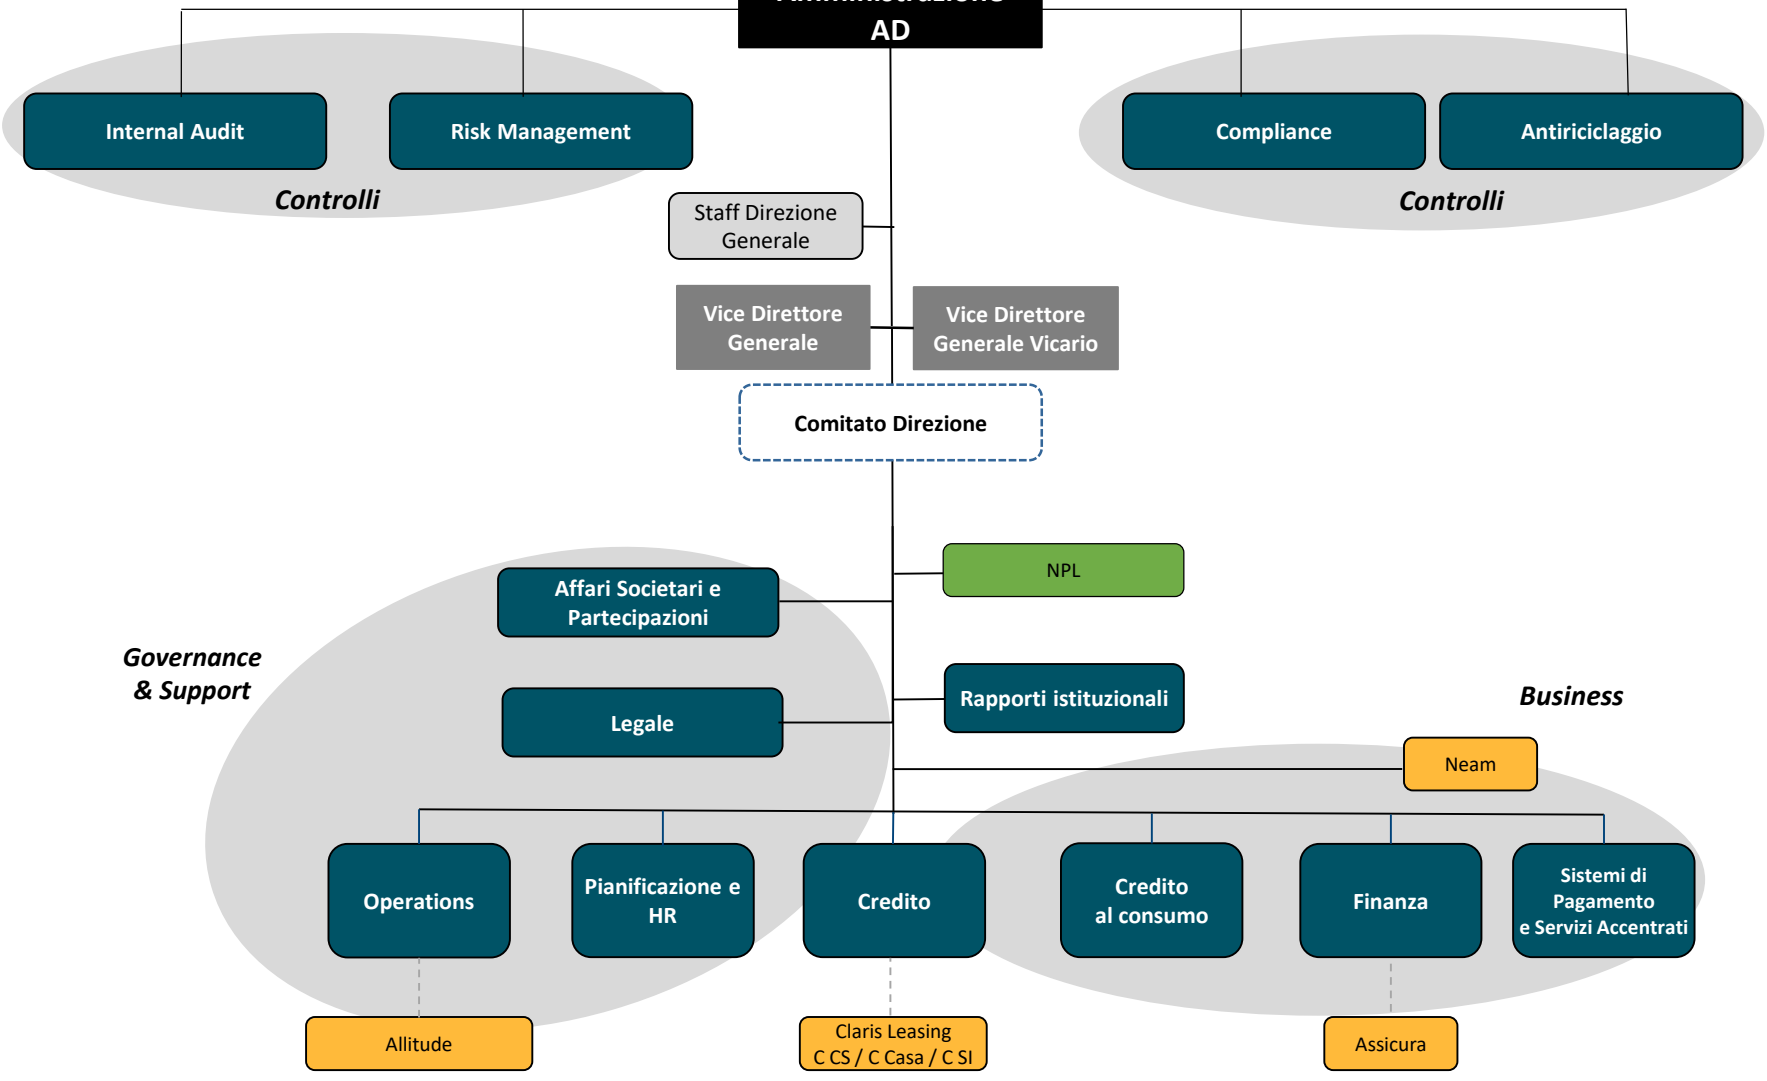 AD
Internal Audit
Risk Management
Compliance
Antiriciclaggio
Controlli
Controlli
Staff Direzione
Generale
Vice Direttore
Generale
Vice Direttore
Generale Vicario
Comitato Direzione
NPL
Affari Societari e
Partecipazioni
Governance
& Support
Rapporti istituzionali
Business
Legale
Neam
Operations
Pianificazione e
HR
Credito
Credito
al consumo
Finanza
Sistemi di
Pagamento
e Servizi Accentrati
Allitude
Claris Leasing
C CS / C Casa / C SI
Assicura